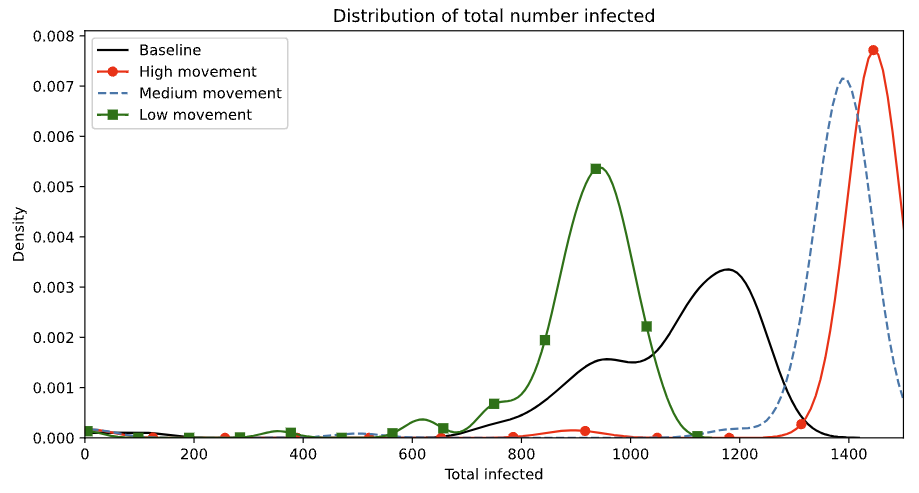 Distribution of total number infected
0.008
0.007
0.006
0.005
0.004
0.003
0.002
0.001
0.000
Density
Baseline
High movement
Medium movement
Low movement
0 200 400 600 800 1000 1200 1400
Total infected